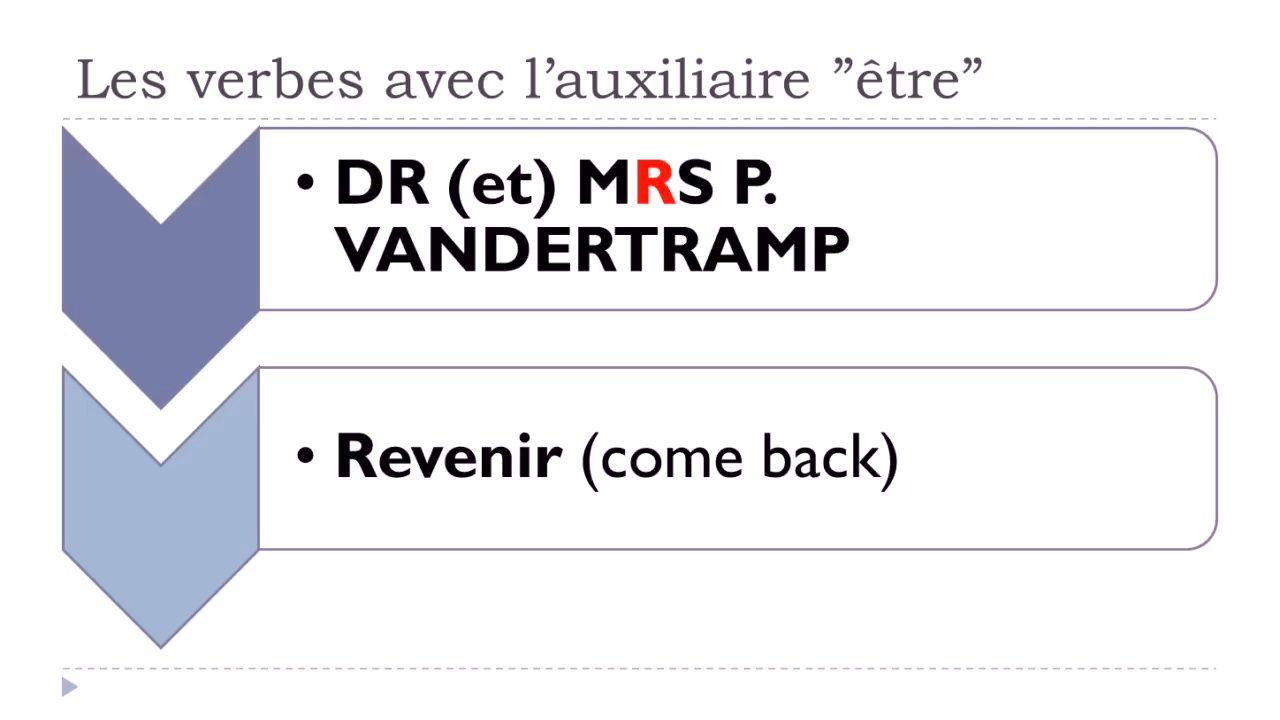 Les verbes avec l’auxiliaire ”être”
• DR (et) MRS P.
VANDERTRAMP
• Revenir (come back)